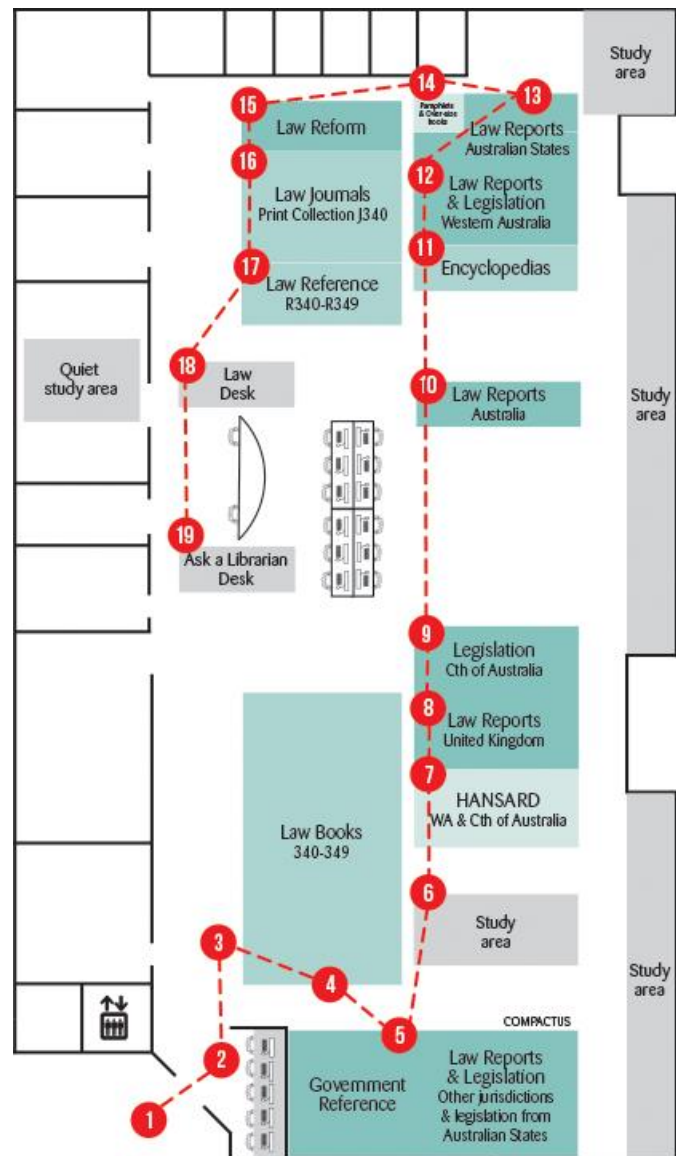 Study
area
14
13
15
Pamphlets
& Over-size
books
Law Reform
Law Reports
Australian States
16
12
Law Journals
Print Collection J340
Law Reports
& Legislation
Western Australia
11
17
Encyclopedias
Law Reference
R340-R349
Quiet
study area
18
Law
Desk
10
Law Reports
Australia
Study
area
19
Ask a Librarian
Desk
9
Legislation
Cth of Australia
8
Law Reports
United Kingdom
7
HANSARD
WA & Cth of Australia
Law Books
340-349
6
Study
area
3
4
Study
area
5
COMPACTUS
2
Government
Reference
Law Reports
& Legislation
Other jurisdictions
& legislation from
Australian States
1